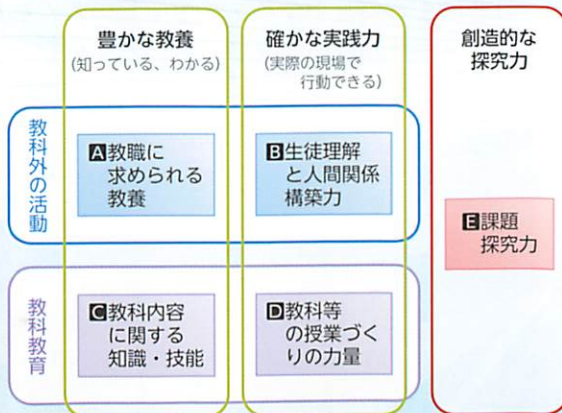 豊かな教養
(知っている、わかる)
確かな実践力
(実際の現場で
行動できる)
創造的な
探究力
教科外の活動
A教職に
求められる
教養
B生徒理解
と人間関係
構築力
E課題
探究力
教科教育
C教科内容
に関する
知識・技能
D教科等
の授業づく
りの力量